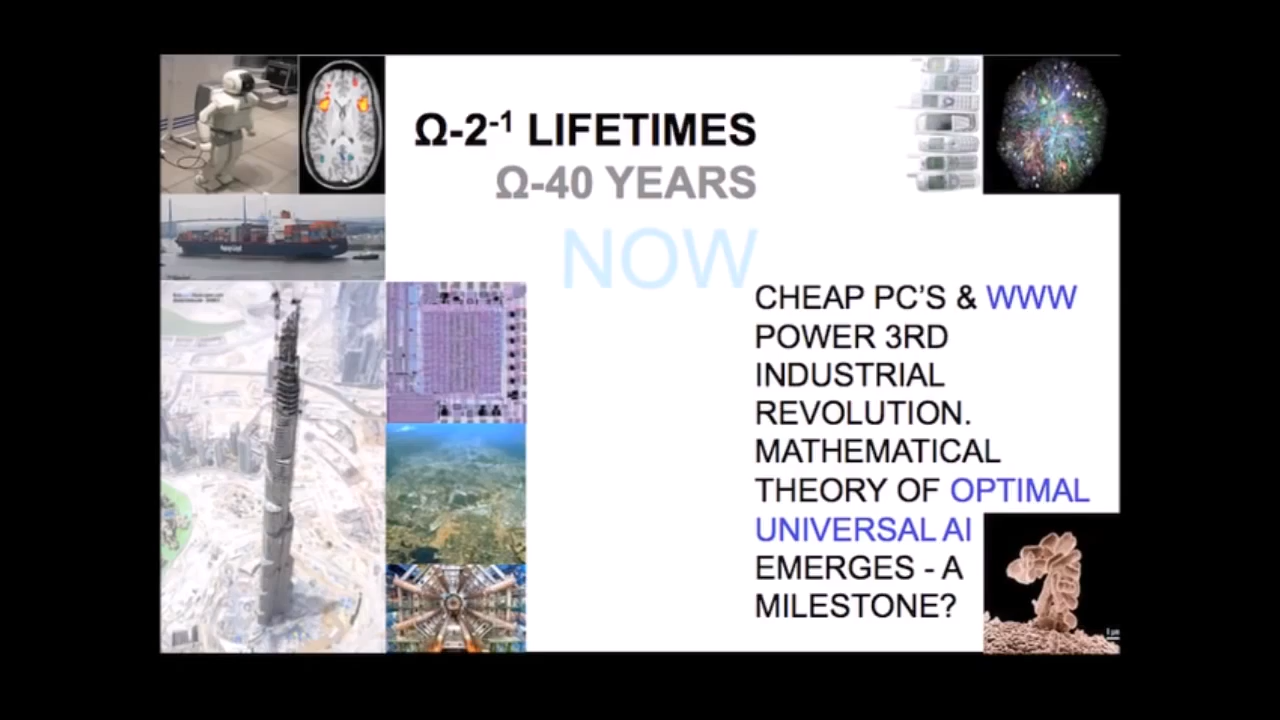 Ω-2⁻¹ LIFETIMES
Ω-40 YEARS
NOW
CHEAP PC’S & WWW
POWER 3RD
INDUSTRIAL
REVOLUTION.
MATHEMATICAL
THEORY OF OPTIMAL
UNIVERSAL AI
EMERGES - A
MILESTONE?